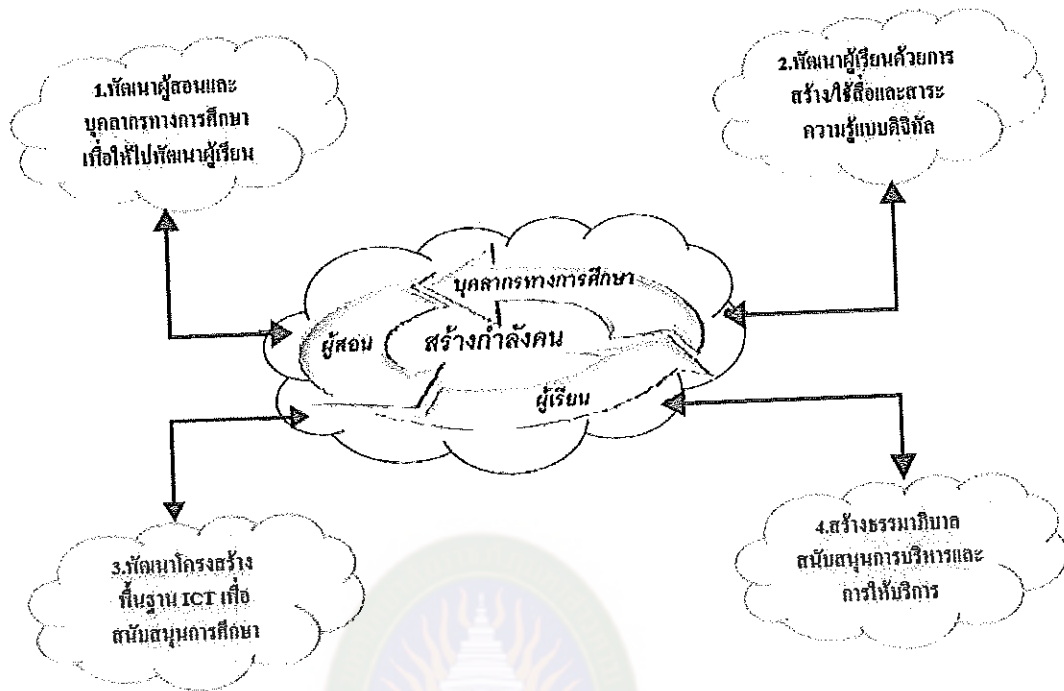 1.พัฒนาผู้สอนและ
บุคลากรทางการศึกษา
เพื่อให้ไปพัฒนาผู้เรียน
2.พัฒนาผู้เรียนด้วยการ
สร้าง/ใช้สื่อและสาระ
ความรู้แบบดิจิทัล
บุคลากรทางการศึกษา
ผู้สอน
สร้างกำลังคน
ผู้เรียน
3.พัฒนาโครงสร้าง
พื้นฐาน ICT เพื่อ
สนับสนุนการศึกษา
4.สร้างธรรมาภิบาล
สนับสนุนการบริหารและ
การให้บริการ